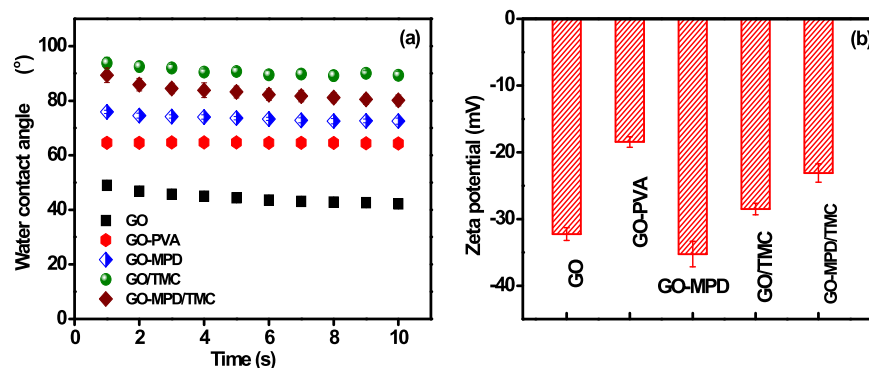 (a)
Water contact angle (°)
100
80
60
40
20
0
GO
GO-PVA
GO-MPD
GO/TMC
GO-MPD/TMC
0 2 4 6 8 10
Time (s)
(b)
Zeta potential (mV)
0
-10
-20
-30
-40
GO
GO-PVA
GO-MPD
GO/TMC
GO-MPD/TMC